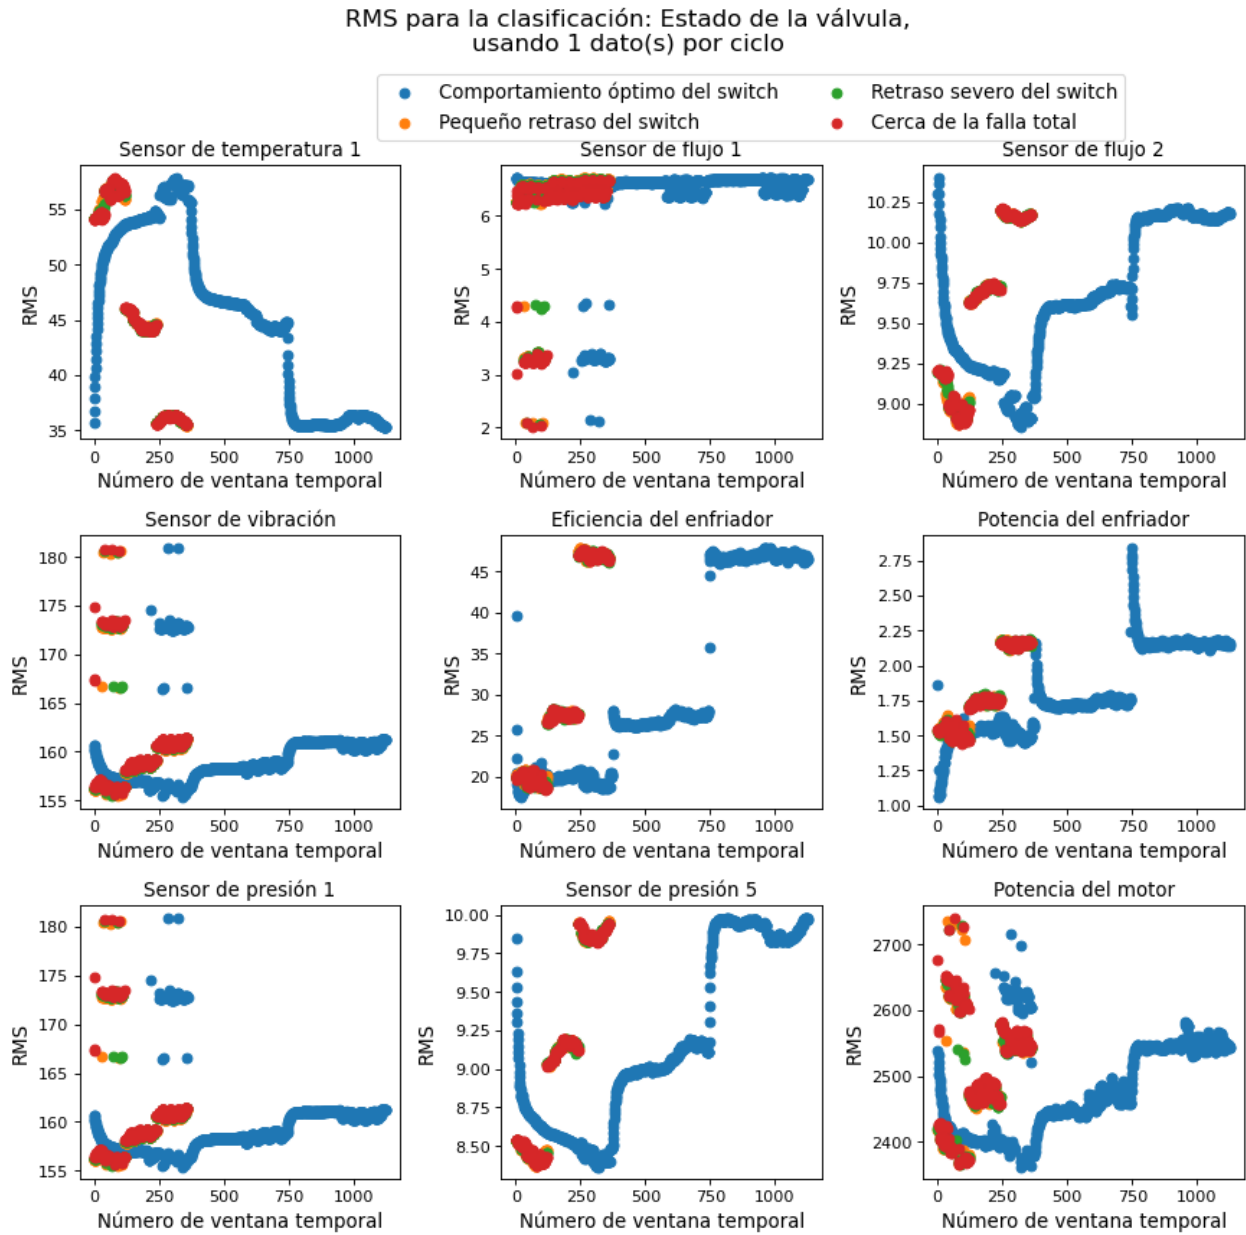 RMS para la clasificación: Estado de la válvula,
usando 1 dato(s) por ciclo
Comportamiento óptimo del switch
Retraso severo del switch
Pequeño retraso del switch
Cerca de la falla total
Sensor de temperatura 1
Sensor de flujo 1
Sensor de flujo 2
RMS
55
50
45
40
35
0 250 500 750 1000
Número de ventana temporal
RMS
6
5
4
3
2
0 250 500 750 1000
Número de ventana temporal
RMS
10.25
10.00
9.75
9.50
9.25
9.00
0 250 500 750 1000
Número de ventana temporal
Sensor de vibración
Eficiencia del enfriador
Potencia del enfriador
RMS
180
175
170
165
160
155
0 250 500 750 1000
Número de ventana temporal
RMS
45
40
35
30
25
20
0 250 500 750 1000
Número de ventana temporal
RMS
2.75
2.50
2.25
2.00
1.75
1.50
1.25
1.00
0 250 500 750 1000
Número de ventana temporal
Sensor de presión 1
Sensor de presión 5
Potencia del motor
RMS
180
175
170
165
160
155
0 250 500 750 1000
Número de ventana temporal
RMS
10.00
9.75
9.50
9.25
9.00
8.75
8.50
0 250 500 750 1000
Número de ventana temporal
RMS
2700
2600
2500
2400
0 250 500 750 1000
Número de ventana temporal